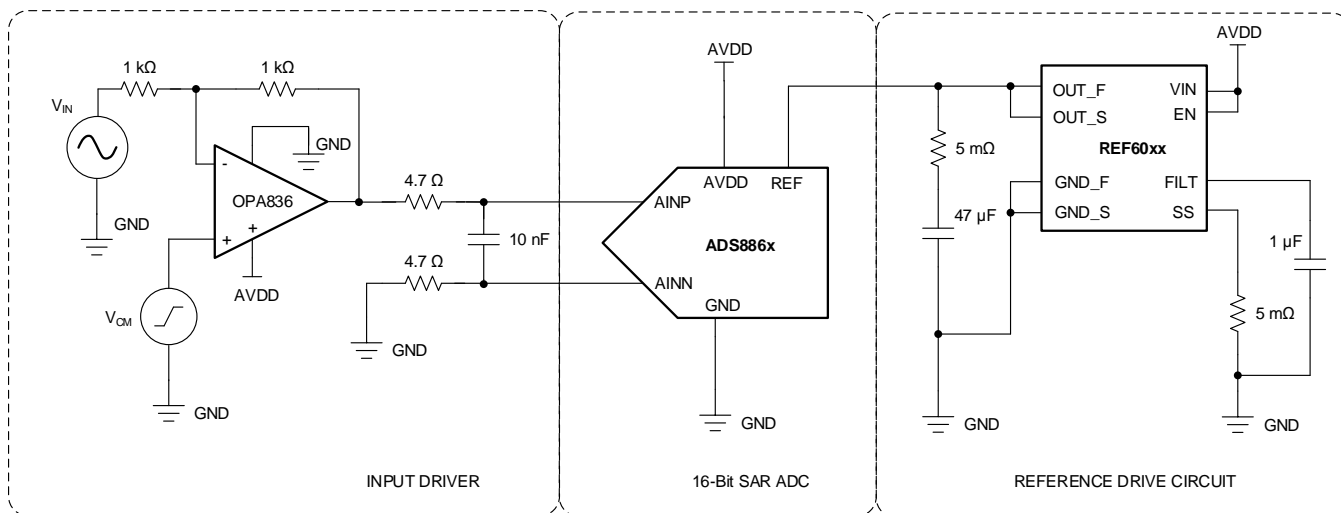 1 kΩ
1 kΩ
VIN
GND
GND
-
OPA836
+
+
AVDD
VCM
GND
4.7 Ω
10 nF
4.7 Ω
GND
INPUT DRIVER
AVDD
AVDD
REF
AINP
ADS886x
AINN
GND
GND
16-Bit SAR ADC
AVDD
OUT_F
VIN
OUT_S
EN
REF60xx
5 mΩ
GND_F
FILT
GND_S
SS
47 µF
1 µF
5 mΩ
GND
GND
REFERENCE DRIVE CIRCUIT